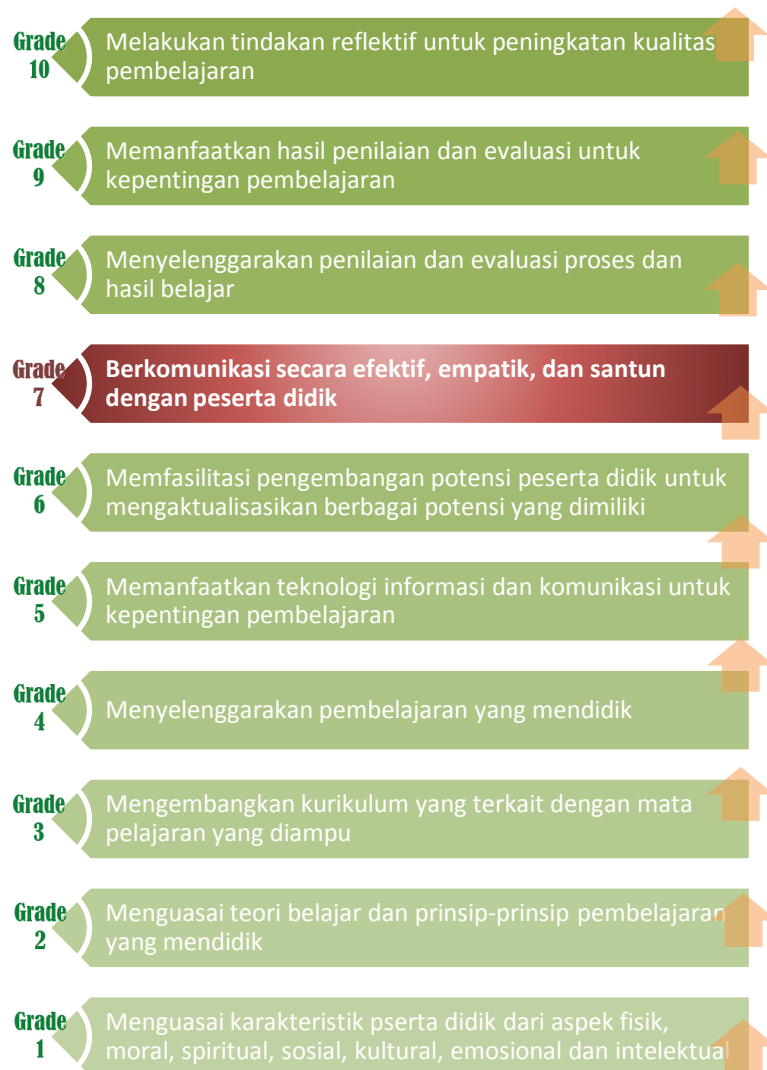 Grade
10
Melakukan tindakan reflektif untuk peningkatan kualitas
pembelajaran
Grade
9
Memanfaatkan hasil penilaian dan evaluasi untuk
kepentingan pembelajaran
Grade
8
Menyelenggarakan penilaian dan evaluasi proses dan
hasil belajar
Grade
7
Berkomunikasi secara efektif, empatik, dan santun
dengan peserta didik
Grade
6
Memfasilitasi pengembangan potensi peserta didik untuk
mengaktualisasikan berbagai potensi yang dimiliki
Grade
5
Memanfaatkan teknologi informasi dan komunikasi untuk
kepentingan pembelajaran
Grade
4
Menyelenggarakan pembelajaran yang mendidik
Grade
3
Mengembangkan kurikulum yang terkait dengan mata
pelajaran yang diampu
Grade
2
Menguasai teori belajar dan prinsip-prinsip pembelajaran
yang mendidik
Grade
1
Menguasai karakteristik pserta didik dari aspek fisik,
moral, spiritual, sosial, kultural, emosional dan intelektual